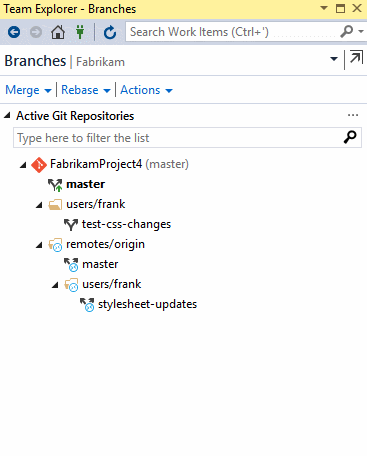 Team Explorer - Branches
Search Work Items (Ctrl+')
Branches | Fabrikam
Merge | Rebase | Actions
Active Git Repositories ...
Type here to filter the list
FabrikamProject4 (master)
master
users/frank
test-css-changes
remotes/origin
master
users/frank
stylesheet-updates